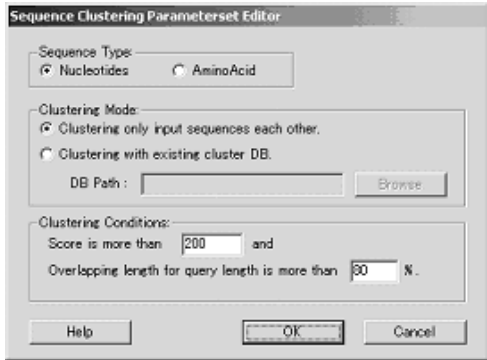 Sequence Clustering Parameterset Editor
Sequence Type:
Nucleotides AminoAcid
Clustering Mode:
Clustering only input sequences each other.
Clustering with existing cluster DB.
DB Path : Browse
Clustering Conditions:
Score is more than 200 and
Overlapping length for query length is more than 80 %.
Help OK Cancel